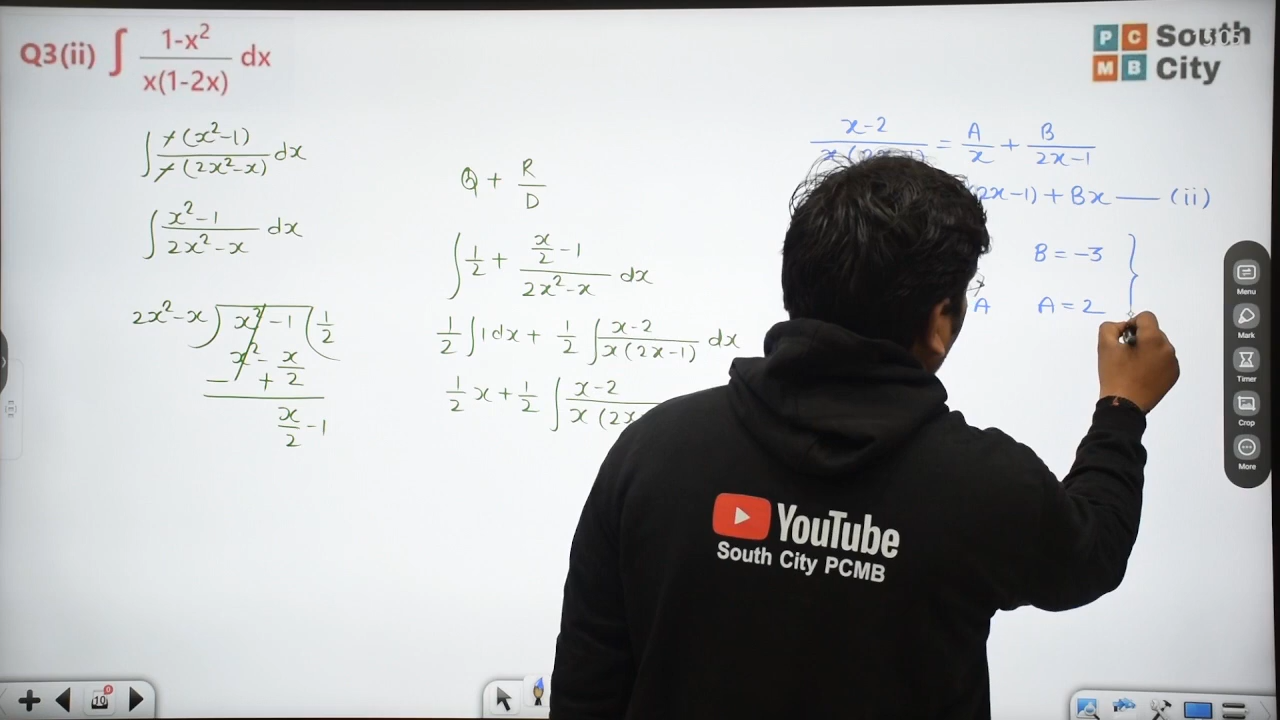 Q3(ii) ∫ (1-x²)/(x(1-2x)) dx
P C South
M B City
∫ -(x²-1)/-(2x²-x) dx
∫ (x²-1)/(2x²-x) dx
2x²-x ) x²-1 ( 1/2
x² - x/2
- +
x/2 - 1
Q + R/D
∫ 1/2 + (x/2 - 1)/(2x²-x) dx
1/2 ∫ 1 dx + 1/2 ∫ (x-2)/(x(2x-1)) dx
1/2 x + 1/2 ∫ (x-2)/(x(2x
(x-2)/(x(2x-1)) = A/x + B/(2x-1)
(2x-1) + Bx — (ii)
B = -3
A A = 2
YouTube
South City PCMB
Menu
Mark
Timer
Crop
More
10